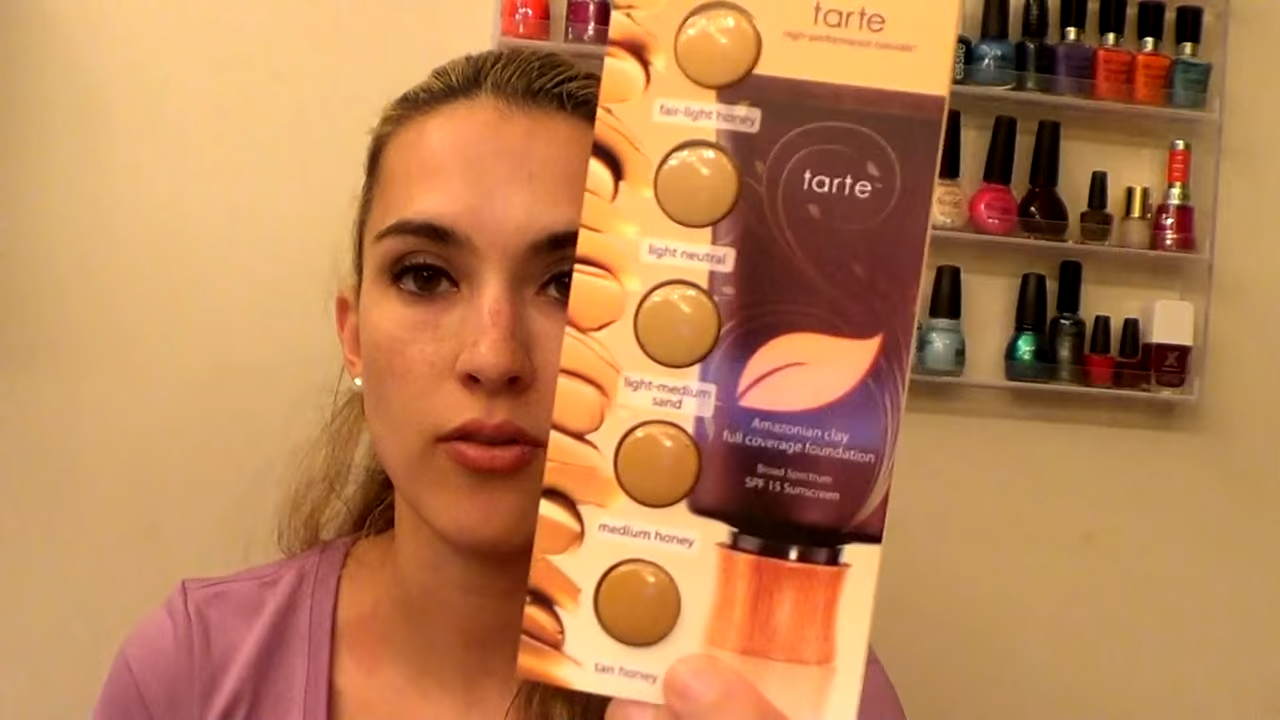 tarte
high-performance naturals
fair-light honey
tarte
light neutral
light-medium
sand
Amazonian clay
full coverage foundation
Broad Spectrum
SPF 15 Sunscreen
medium honey
tan honey
essie
X